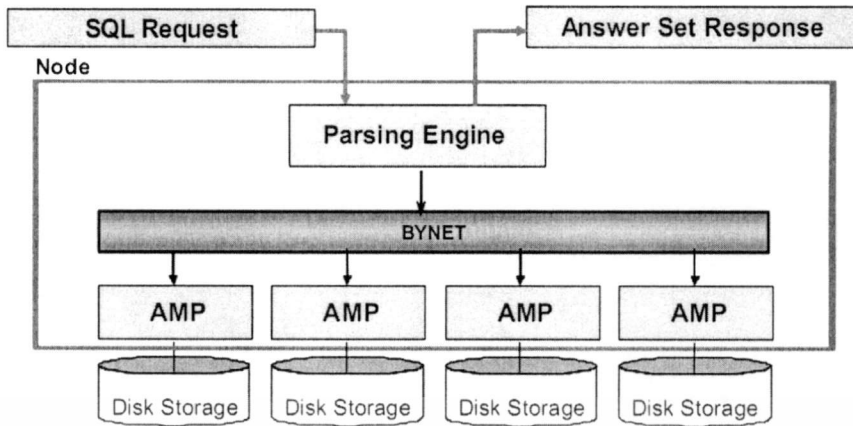 SQL Request
Answer Set Response
Node
Parsing Engine
BYNET
AMP
AMP
AMP
AMP
Disk Storage
Disk Storage
Disk Storage
Disk Storage